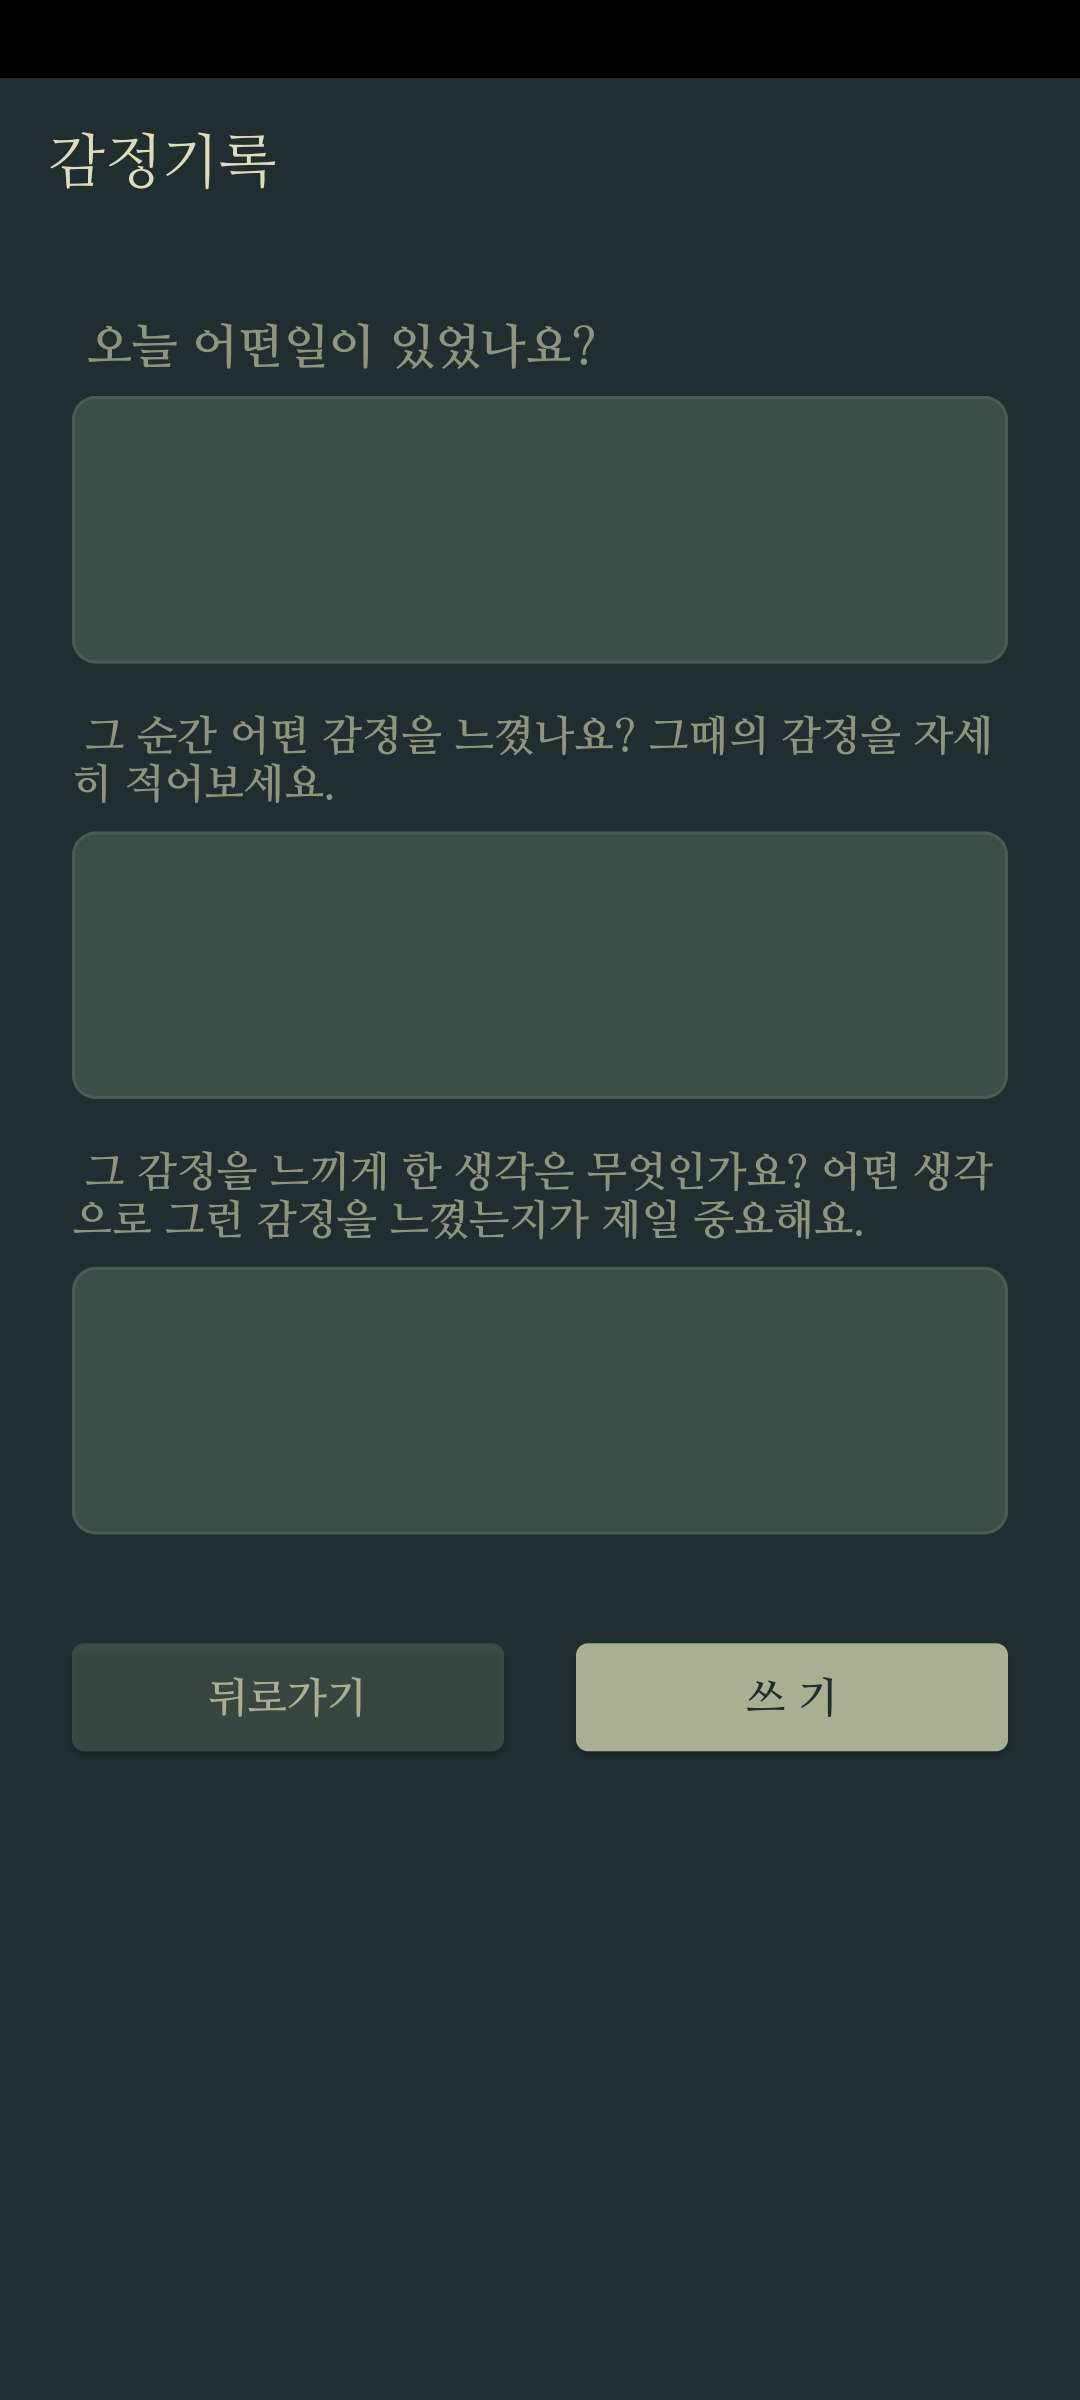 감정기록
오늘 어떤일이 있었나요?
그 순간 어떤 감정을 느꼈나요? 그때의 감정을 자세
히 적어보세요.
그 감정을 느끼게 한 생각은 무엇인가요? 어떤 생각
으로 그런 감정을 느꼈는지가 제일 중요해요.
뒤로가기
쓰 기